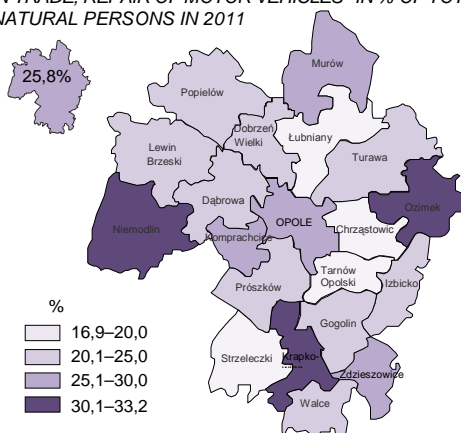 N TRADE; REPAIR OF MOTOR VEHICLES IN % OF TOT
NATURAL PERSONS IN 2011
25,8%
Murów
Popielów
Dobrzeń
Wielki
Łubniany
Lewin
Brzeski
Turawa
Dąbrowa
Ozimek
OPOLE
Niemodlin
Chrząstowic
Komprachcice
Tarnów
Opolski
Izbicko
Prószków
Gogolin
Strzeleczki
Krapko-
Zdzieszowice
Walce
%
16,9–20,0
20,1–25,0
25,1–30,0
30,1–33,2